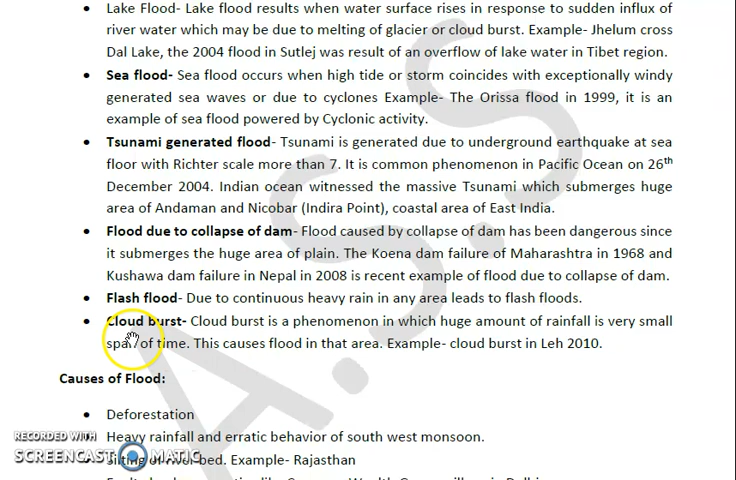 • Lake Flood- Lake flood results when water surface rises in response to sudden influx of
river water which may be due to melting of glacier or cloud burst. Example- Jhelum cross
Dal Lake, the 2004 flood in Sutlej was result of an overflow of lake water in Tibet region.
• Sea flood- Sea flood occurs when high tide or storm coincides with exceptionally windy
generated sea waves or due to cyclones Example- The Orissa flood in 1999, it is an
example of sea flood powered by Cyclonic activity.
• Tsunami generated flood- Tsunami is generated due to underground earthquake at sea
floor with Richter scale more than 7. It is common phenomenon in Pacific Ocean on 26th
December 2004. Indian ocean witnessed the massive Tsunami which submerges huge
area of Andaman and Nicobar (Indira Point), coastal area of East India.
• Flood due to collapse of dam- Flood caused by collapse of dam has been dangerous since
it submerges the huge area of plain. The Koena dam failure of Maharashtra in 1968 and
Kushawa dam failure in Nepal in 2008 is recent example of flood due to collapse of dam.
• Flash flood- Due to continuous heavy rain in any area leads to flash floods.
• Cloud burst- Cloud burst is a phenomenon in which huge amount of rainfall is very small
span of time. This causes flood in that area. Example- cloud burst in Leh 2010.
Causes of Flood:
• Deforestation
• Heavy rainfall and erratic behavior of south west monsoon.
RECORDED WITH
SCREENCAST MATIC
river bed. Example- Rajasthan
A.S.S